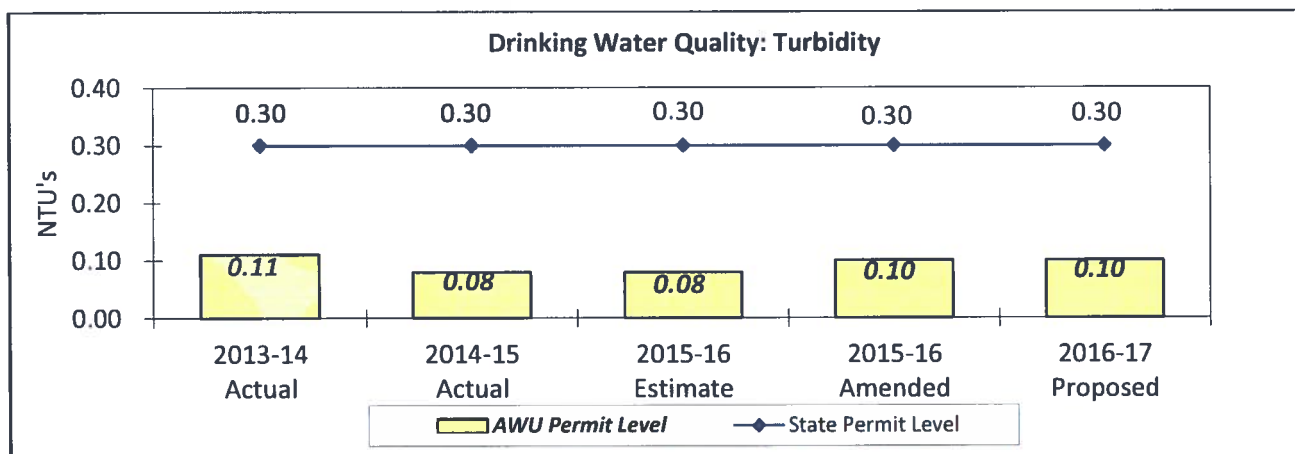 Drinking Water Quality: Turbidity
0.40
0.30 0.30 0.30 0.30 0.30
0.30
NTU's
0.20
0.10
0.11 0.08 0.08 0.10 0.10
0.00
2013-14 2014-15 2015-16 2015-16 2016-17
Actual Actual Estimate Amended Proposed
AWU Permit Level State Permit Level